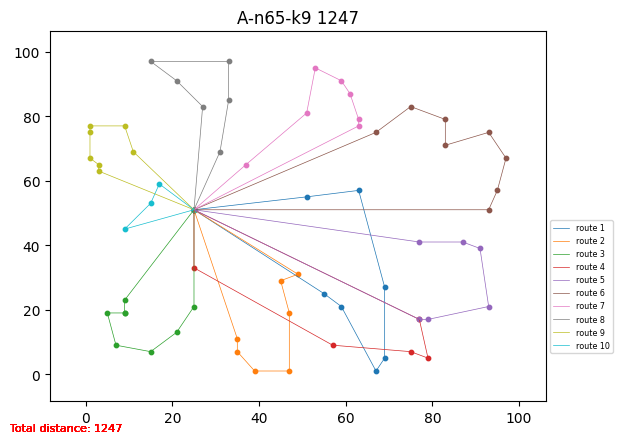 A-n65-k9 1247
100
80
60
40
20
0
0 20 40 60 80 100
route 1
route 2
route 3
route 4
route 5
route 6
route 7
route 8
route 9
route 10
Total distance: 1247